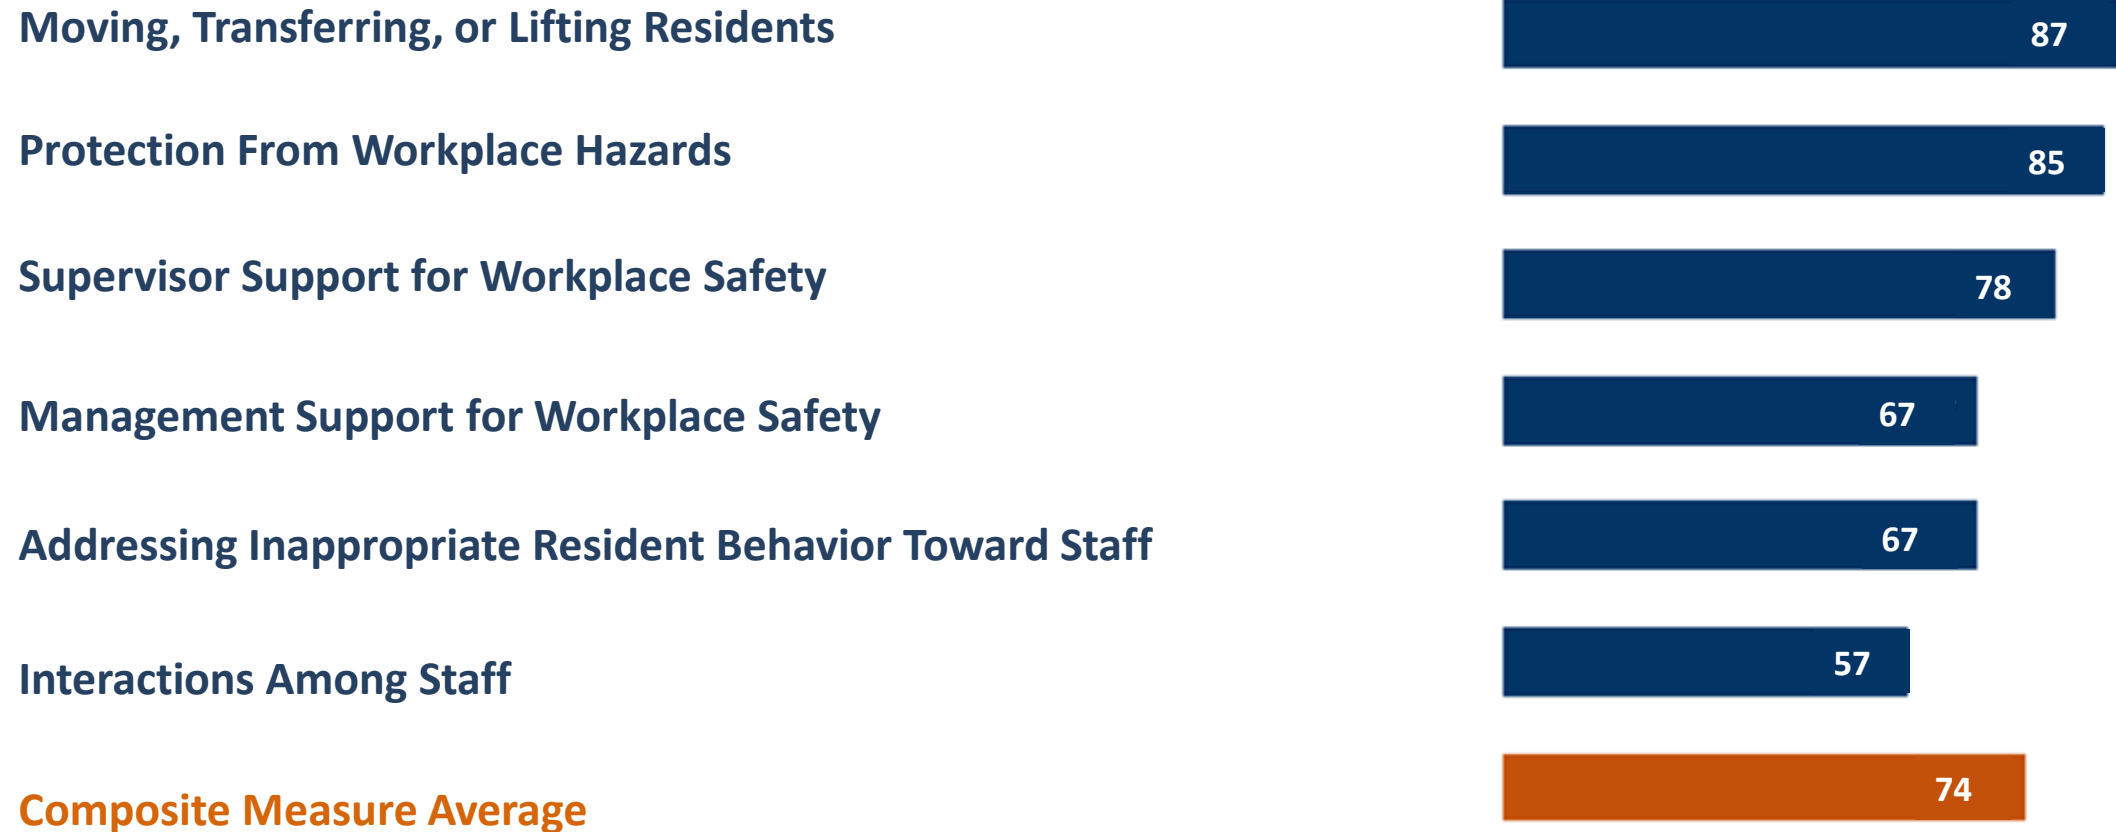 Moving, Transferring, or Lifting Residents 87
Protection From Workplace Hazards 85
Supervisor Support for Workplace Safety 78
Management Support for Workplace Safety 67
Addressing Inappropriate Resident Behavior Toward Staff 67
Interactions Among Staff 57
Composite Measure Average 74